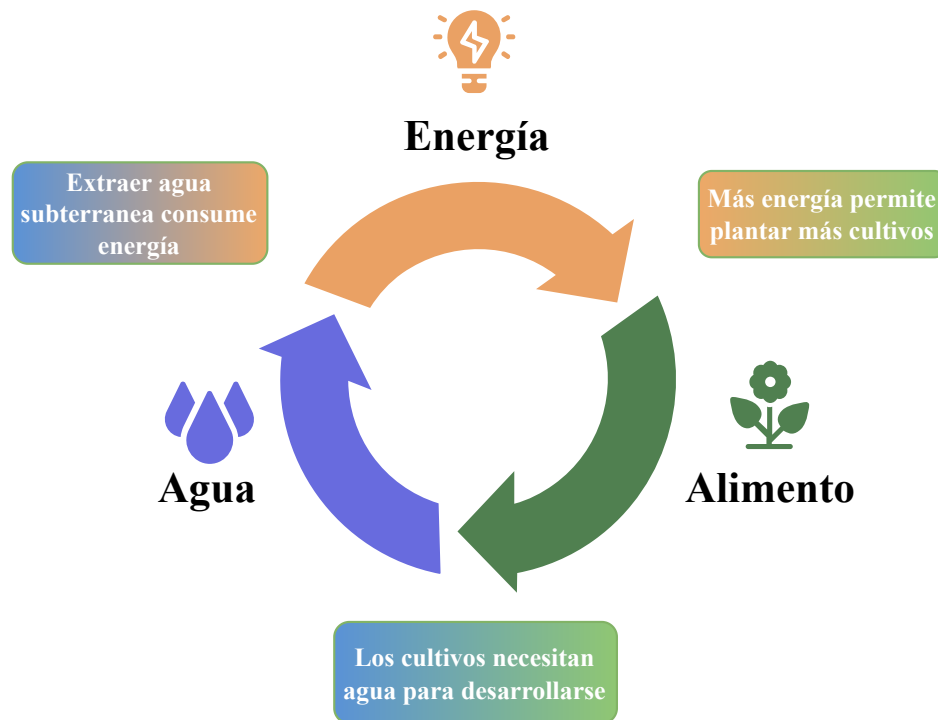 Energía
Extraer agua
subterranea consume
energía
Más energía permite
plantar más cultivos
Agua
Alimento
Los cultivos necesitan
agua para desarrollarse